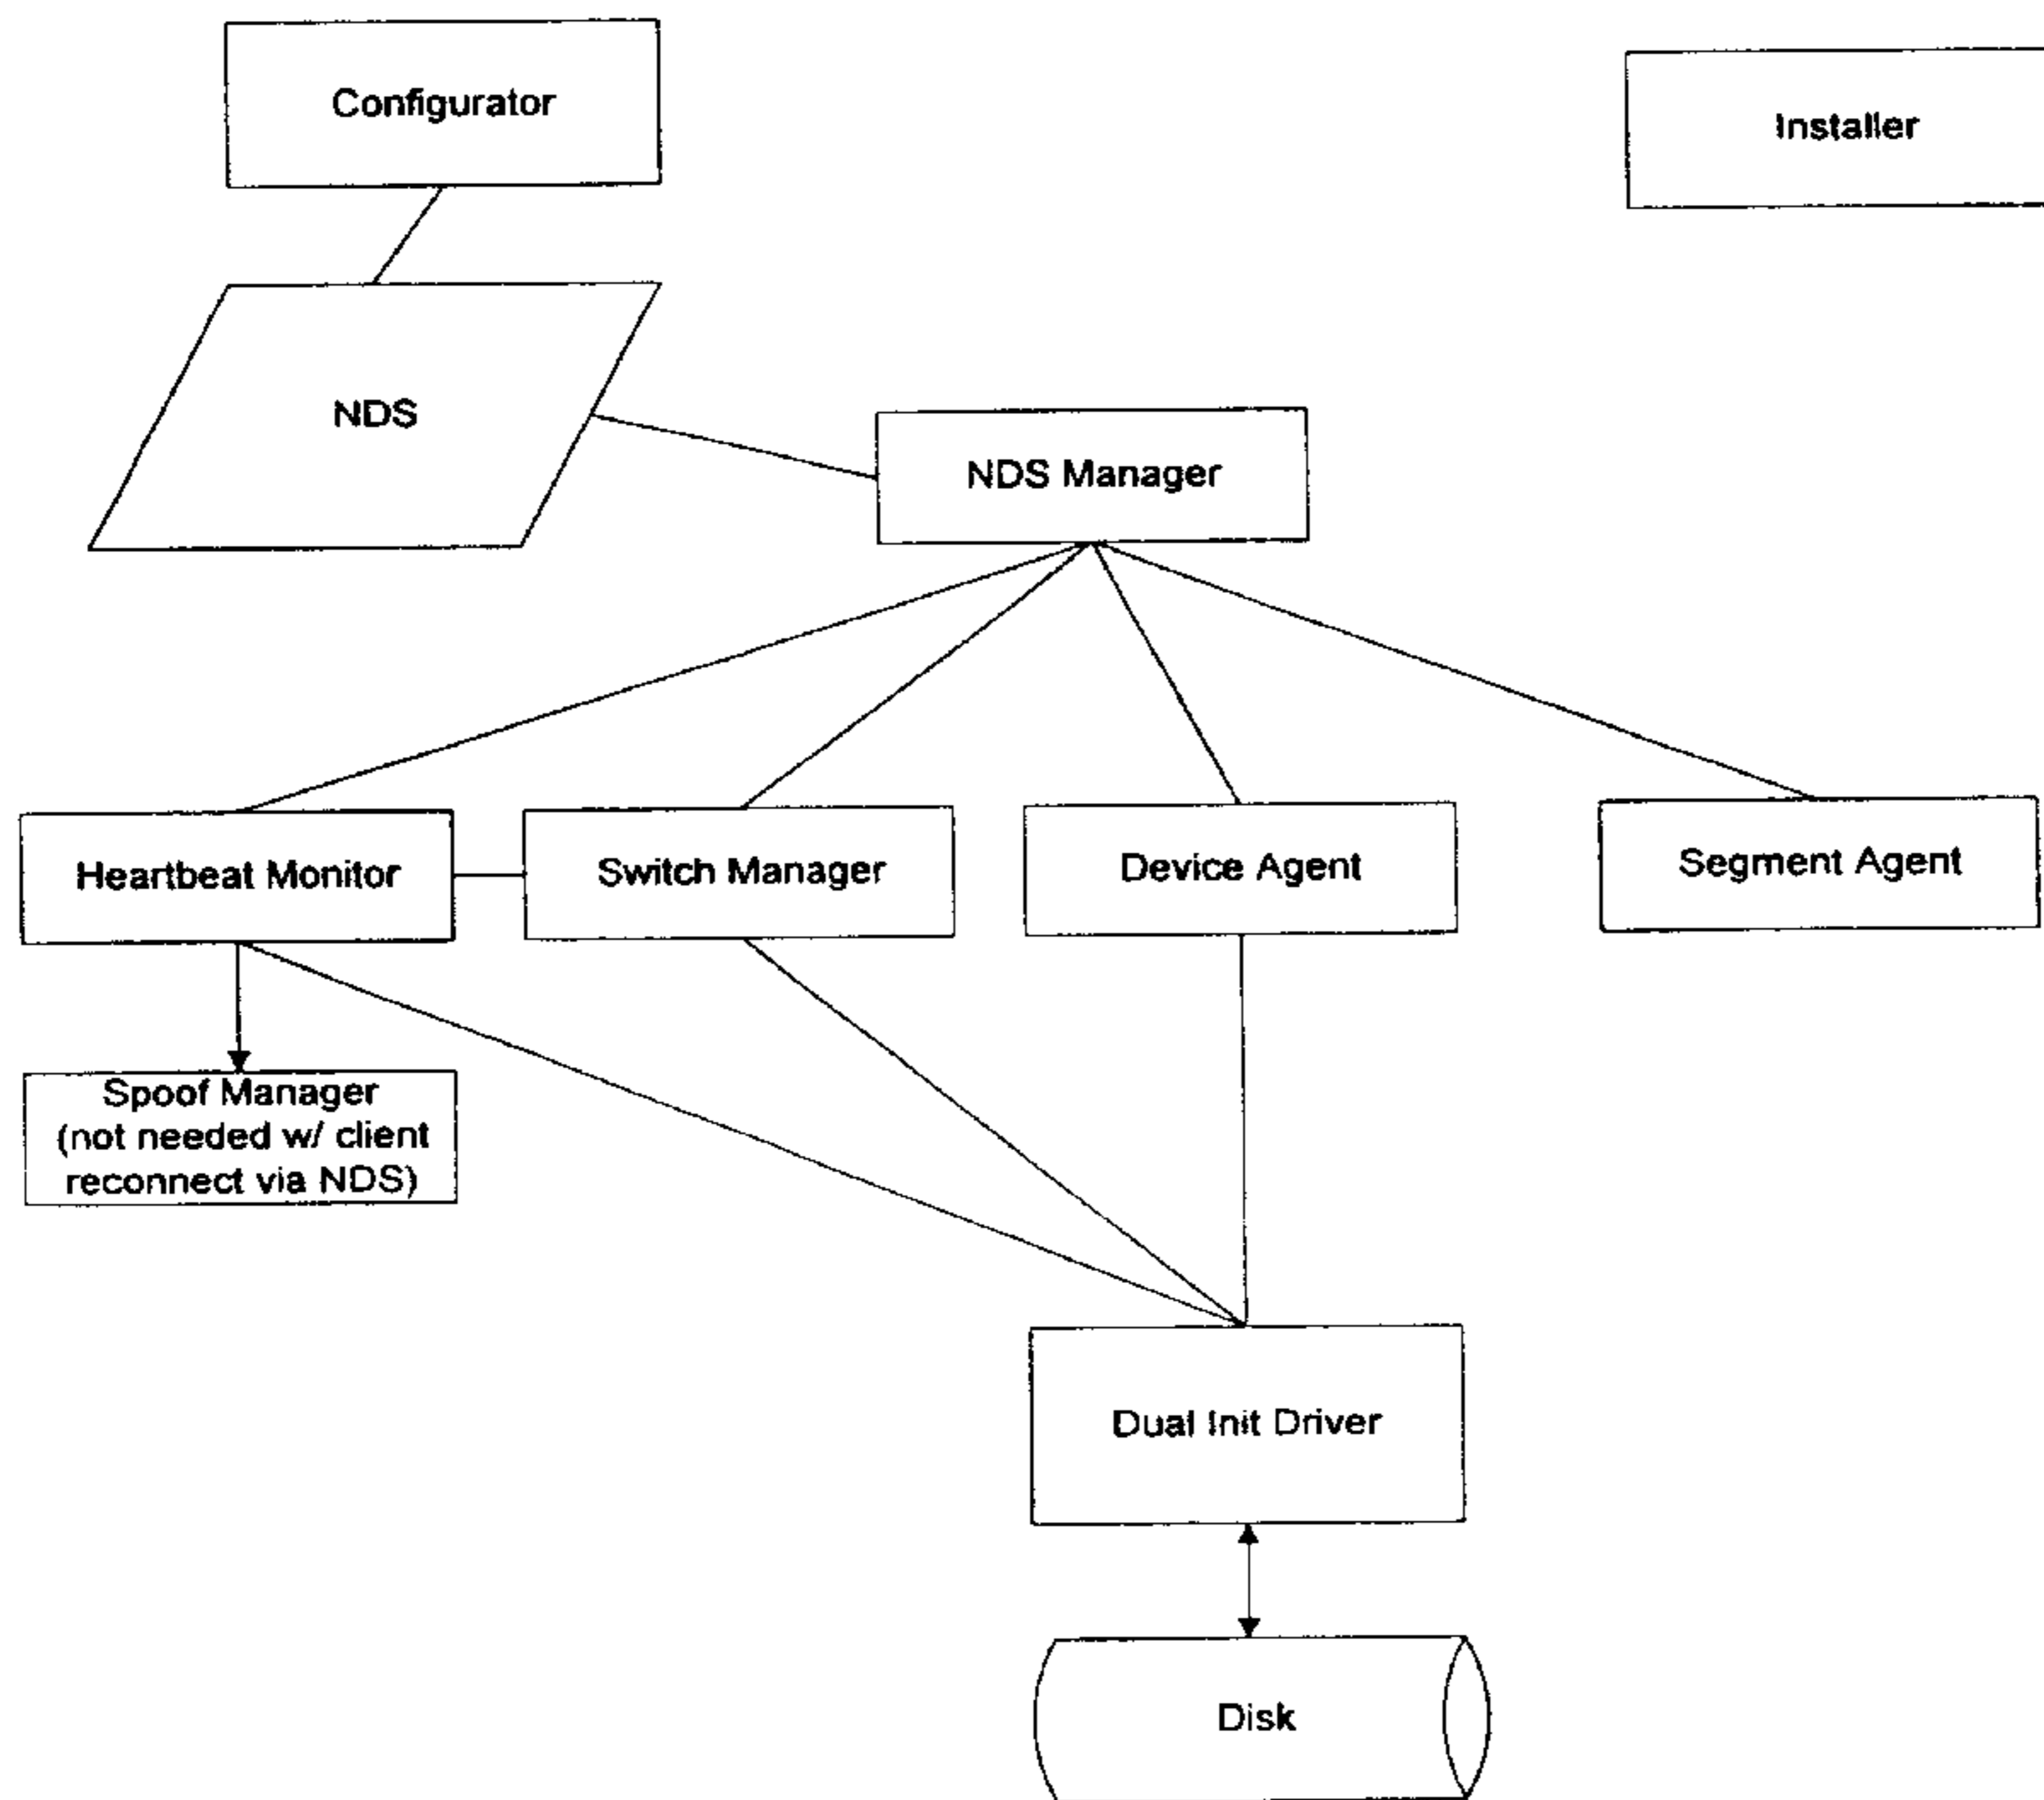 Configurator
Installer
NDS
NDS Manager
Heartbeat Monitor
Switch Manager
Device Agent
Segment Agent
Spoof Manager
(not needed w/ client
reconnect via NDS)
Dual Init Driver
Disk